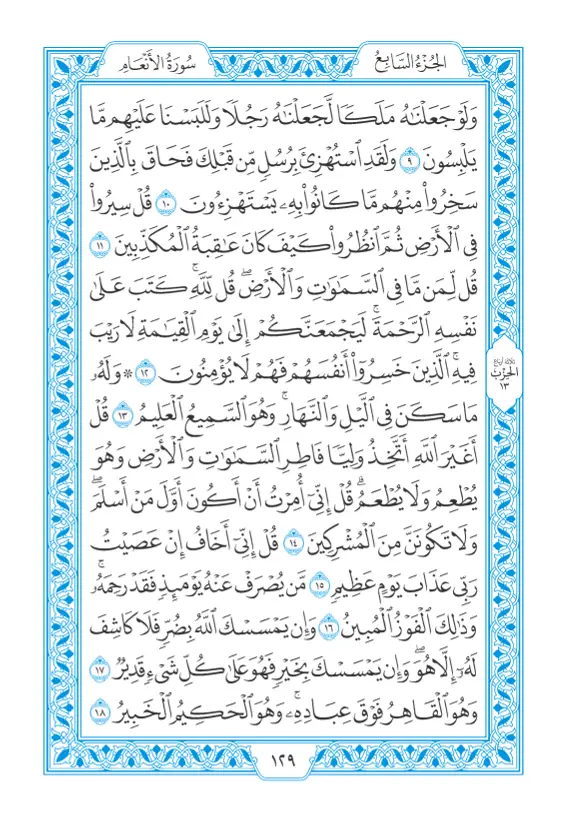 الجُزْءُ السَّابِعُ
سُورَةُ الأَنْعَامِ
وَلَوْ جَعَلْنَٰهُ مَلَكًا لَّجَعَلْنَٰهُ رَجُلًا وَلَلَبَسْنَا عَلَيْهِم مَّا
يَلْبِسُونَ ٩ وَلَقَدِ ٱسْتُهْزِئَ بِرُسُلٍ مِّن قَبْلِكَ فَحَاقَ بِٱلَّذِينَ
سَخِرُوا۟ مِنْهُم مَّا كَانُوا۟ بِهِۦ يَسْتَهْزِءُونَ ١٠ قُلْ سِيرُوا۟
فِى ٱلْأَرْضِ ثُمَّ ٱنظُرُوا۟ كَيْفَ كَانَ عَٰقِبَةُ ٱلْمُكَذِّبِينَ ١١
قُل لِّمَن مَّا فِى ٱلسَّمَٰوَٰتِ وَٱلْأَرْضِ ۖ قُل لِّلَّهِ ۚ كَتَبَ عَلَىٰ
نَفْسِهِ ٱلرَّحْمَةَ ۚ لَيَجْمَعَنَّكُمْ إِلَىٰ يَوْمِ ٱلْقِيَٰمَةِ لَا رَيْبَ
فِيهِ ۚ ٱلَّذِينَ خَسِرُوٓا۟ أَنفُسَهُمْ فَهُمْ لَا يُؤْمِنُونَ ١٢ ۞ وَلَهُۥ
مَا سَكَنَ فِى ٱلَّيْلِ وَٱلنَّهَارِ ۚ وَهُوَ ٱلسَّمِيعُ ٱلْعَلِيمُ ١٣ قُلْ
أَغَيْرَ ٱللَّهِ أَتَّخِذُ وَلِيًّا فَاطِرِ ٱلسَّمَٰوَٰتِ وَٱلْأَرْضِ وَهُوَ
يُطْعِمُ وَلَا يُطْعَمُ ۗ قُلْ إِنِّىٓ أُمِرْتُ أَنْ أَكُونَ أَوَّلَ مَنْ أَسْلَمَ ۖ
وَلَا تَكُونَنَّ مِنَ ٱلْمُشْرِكِينَ ١٤ قُلْ إِنِّىٓ أَخَافُ إِنْ عَصَيْتُ
رَبِّى عَذَابَ يَوْمٍ عَظِيمٍ ١٥ مَّن يُصْرَفْ عَنْهُ يَوْمَئِذٍ فَقَدْ رَحِمَهُۥ ۚ
وَذَٰلِكَ ٱلْفَوْزُ ٱلْمُبِينُ ١٦ وَإِن يَمْسَسْكَ ٱللَّهُ بِضُرٍّ فَلَا كَاشِفَ
لَهُۥٓ إِلَّا هُوَ ۖ وَإِن يَمْسَسْكَ بِخَيْرٍ فَهُوَ عَلَىٰ كُلِّ شَىْءٍ قَدِيرٌ ١٧
وَهُوَ ٱلْقَاهِرُ فَوْقَ عِبَادِهِۦ ۚ وَهُوَ ٱلْحَكِيمُ ٱلْخَبِيرُ ١٨
ثلاثة أرباع
الحِزْبُ
١٣
١٢٩